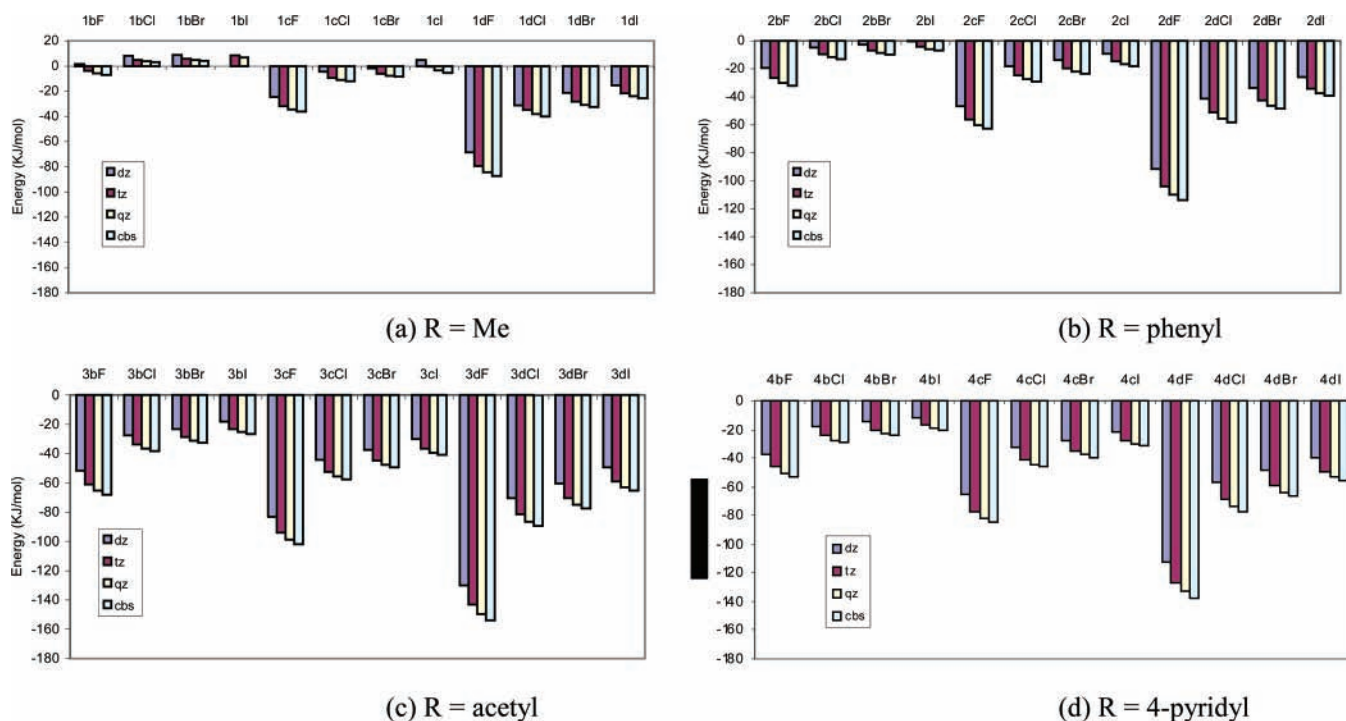 1bF 1bCl 1bBr 1bI 1cF 1cCl 1cBr 1cI 1dF 1dCl 1dBr 1dI
20
0
-20
-40
-60
-80
-100
-120
-140
-160
-180
Energy (KJ/mol)
dz
tz
qz
cbs
(a) R = Me
2bF 2bCl 2bBr 2bI 2cF 2cCl 2cBr 2cI 2dF 2dCl 2dBr 2dI
0
-20
-40
-60
-80
-100
-120
-140
-160
-180
Energy (KJ/mol)
dz
tz
qz
cbs
(b) R = phenyl
3bF 3bCl 3bBr 3bI 3cF 3cCl 3cBr 3cI 3dF 3dCl 3dBr 3dI
0
-20
-40
-60
-80
-100
-120
-140
-160
-180
Energy (KJ/mol)
dz
tz
qz
cbs
(c) R = acetyl
4bF 4bCl 4bBr 4bI 4cF 4cCl 4cBr 4cI 4dF 4dCl 4dBr 4dI
0
-20
-40
-60
-80
-100
-120
-140
-160
-180
dz
tz
qz
cbs
(d) R = 4-pyridyl